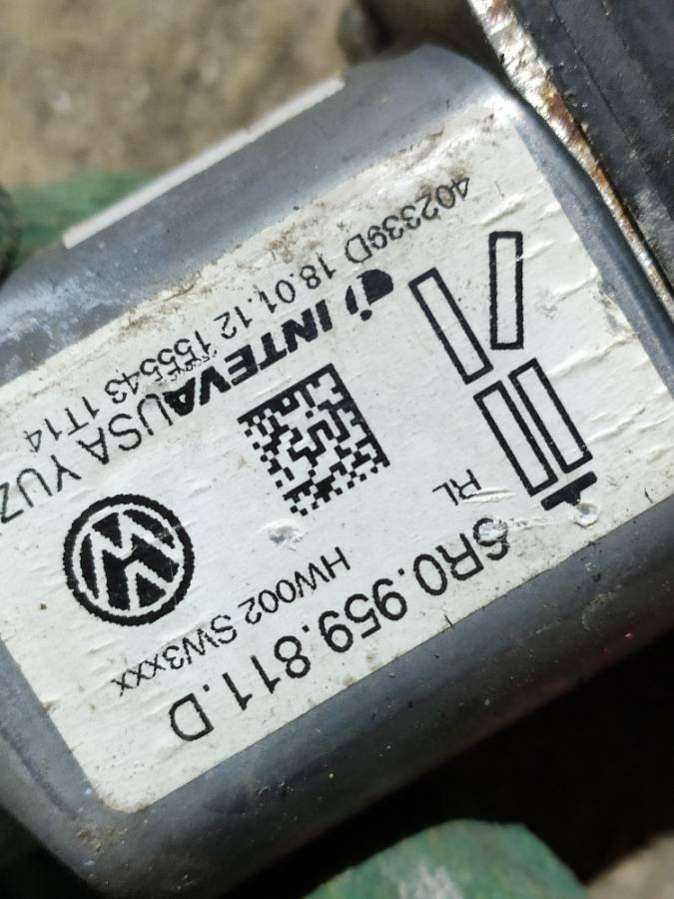 6R0.959.811.D
HW002 SW3xxx
RL
INTEVA
USA YUZ
402339D 18.01.12 155543 1T14